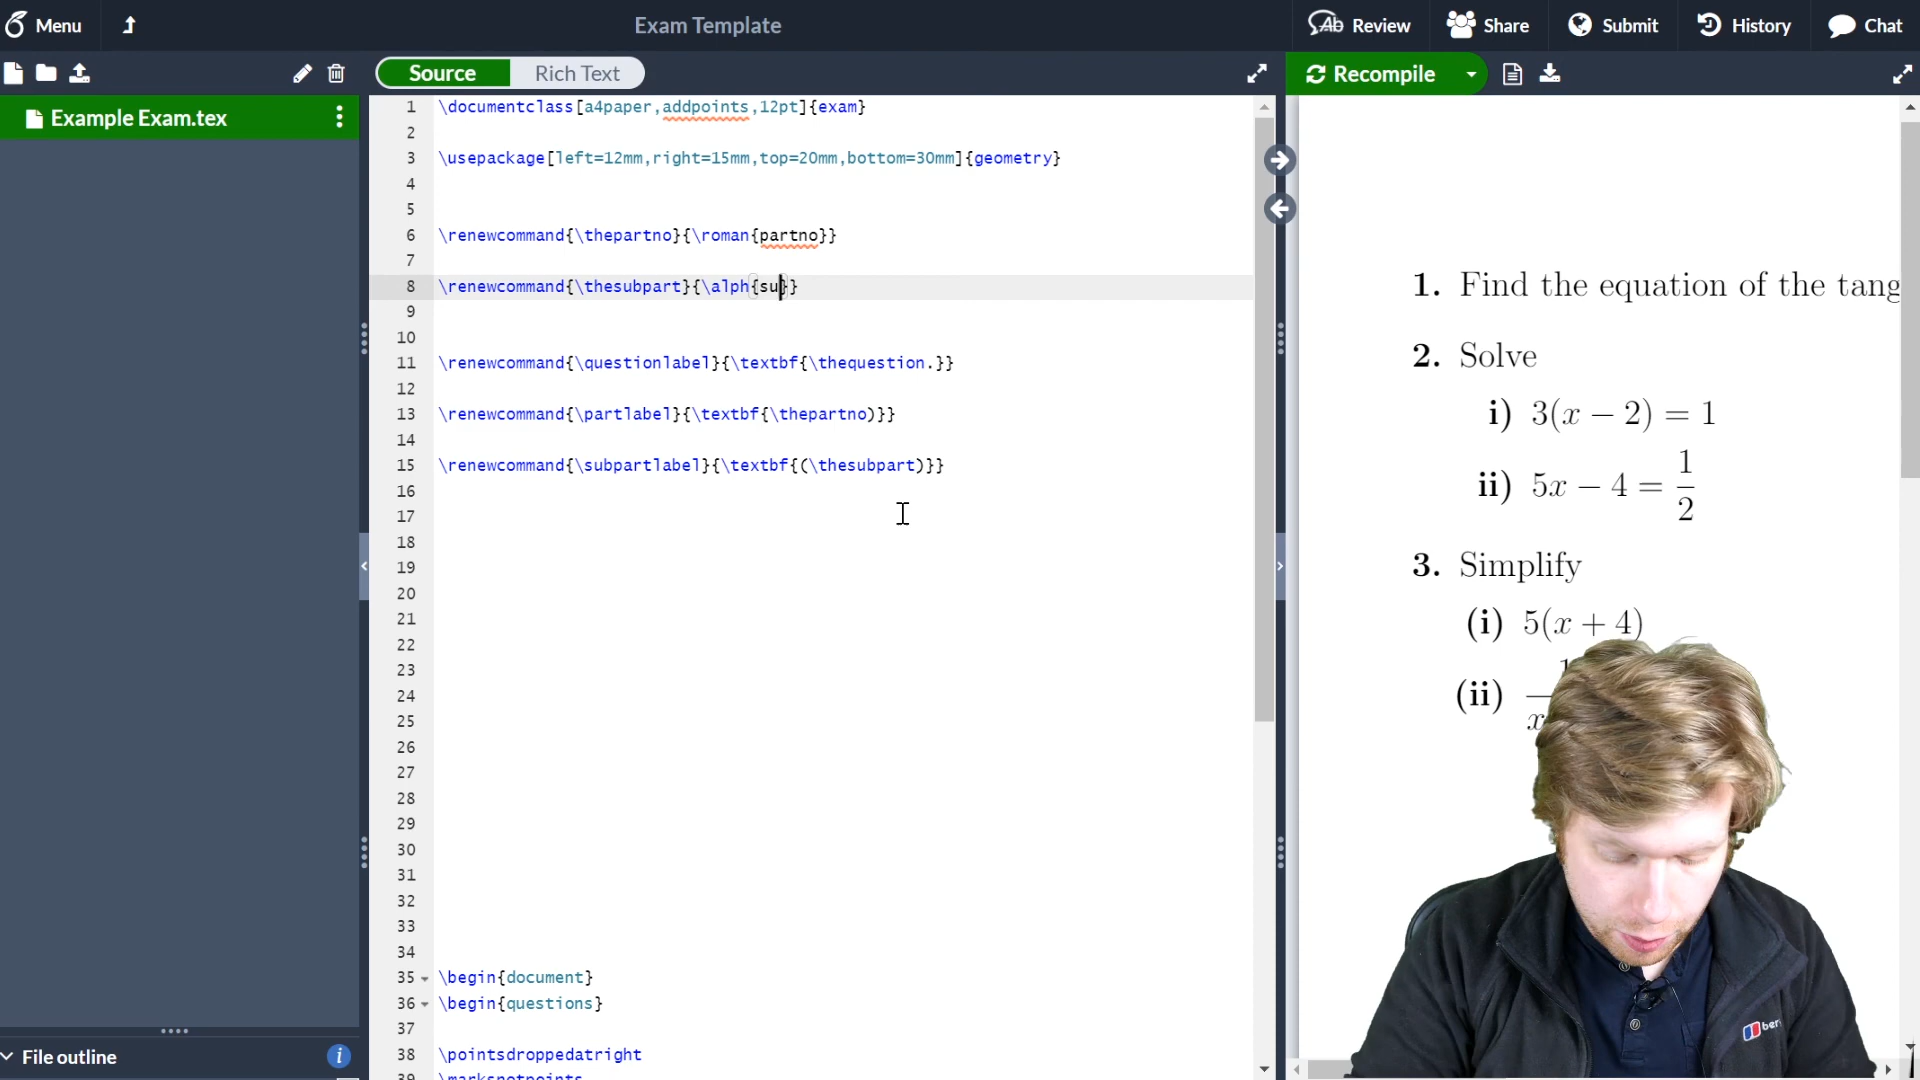 Menu
Exam Template
Review
Share
Submit
History
Chat
Source
Rich Text
Recompile
Example Exam.tex
1 \documentclass[a4paper,addpoints,12pt]{exam}
2
3 \usepackage[left=12mm,right=15mm,top=20mm,bottom=30mm]{geometry}
4
5
6 \renewcommand{\thepartno}{\roman{partno}}
7
8 \renewcommand{\thesubpart}{\alph{su}}
9
10
11 \renewcommand{\questionlabel}{\textbf{\thequestion.}}
12
13 \renewcommand{\partlabel}{\textbf{\thepartno)}}
14
15 \renewcommand{\subpartlabel}{\textbf{(\thesubpart)}}
16
17
18
19
20
21
22
23
24
25
26
27
28
29
30
31
32
33
34
35 \begin{document}
36 \begin{questions}
37
38 \pointsdroppedatright
39 \marksnotpoints
1. Find the equation of the tang
2. Solve
i) 3(x − 2) = 1
ii) 5x − 4 = 1/2
3. Simplify
(i) 5(x + 4)
(ii)
File outline